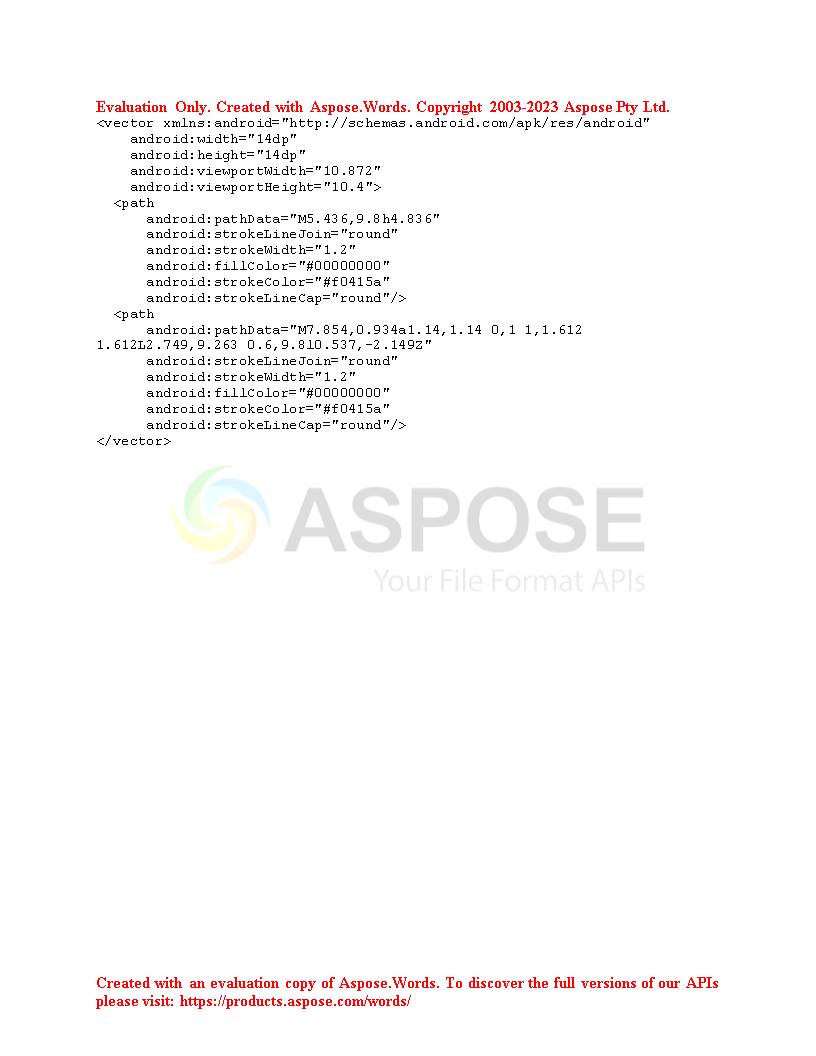 Evaluation Only. Created with Aspose.Words. Copyright 2003-2023 Aspose Pty Ltd.
<vector xmlns:android="http://schemas.android.com/apk/res/android"
    android:width="14dp"
    android:height="14dp"
    android:viewportWidth="10.872"
    android:viewportHeight="10.4">
  <path
      android:pathData="M5.436,9.8h4.836"
      android:strokeLineJoin="round"
      android:strokeWidth="1.2"
      android:fillColor="#00000000"
      android:strokeColor="#f0415a"
      android:strokeLineCap="round"/>
  <path
      android:pathData="M7.854,0.934a1.14,1.14 0,1 1,1.612
1.612L2.749,9.263 0.6,9.8l0.537,-2.149Z"
      android:strokeLineJoin="round"
      android:strokeWidth="1.2"
      android:fillColor="#00000000"
      android:strokeColor="#f0415a"
      android:strokeLineCap="round"/>
</vector>
ASPOSE
Your File Format APIs
Created with an evaluation copy of Aspose.Words. To discover the full versions of our APIs
please visit: https://products.aspose.com/words/